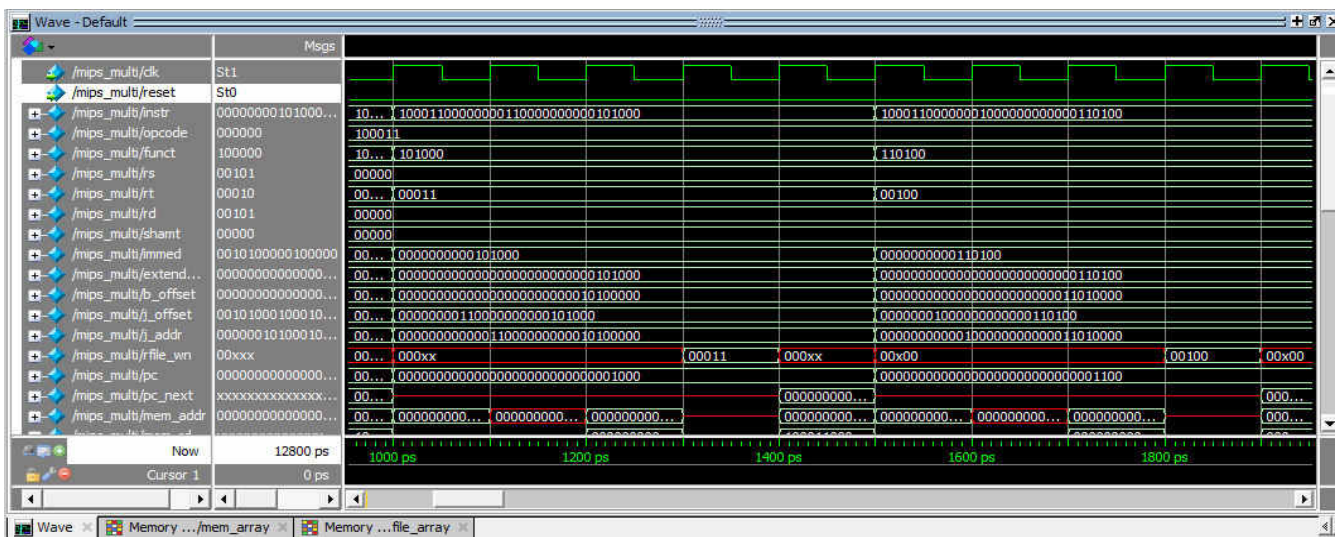 Wave - Default
Msgs
/mips_multi/clk St1
/mips_multi/reset St0
/mips_multi/instr 00000000101000... 10... 10001100000000110000000000101000 10001100000001000000000000110100
/mips_multi/opcode 000000 100011
/mips_multi/funct 100000 10... 101000 110100
/mips_multi/rs 00101 00000
/mips_multi/rt 00010 00... 00011 00100
/mips_multi/rd 00101 00000
/mips_multi/shamt 00000 00000
/mips_multi/immed 0010100000100000 00... 0000000000101000 0000000000110100
/mips_multi/extend... 00000000000000... 00... 00000000000000000000000000101000 00000000000000000000000000110100
/mips_multi/b_offset 00000000000000... 00... 00000000000000000000000010100000 00000000000000000000000011010000
/mips_multi/j_offset 00101000100010... 00... 00000000110000000000101000 00000001000000000000110100
/mips_multi/j_addr 00000010100010... 00... 00000000000011000000000010100000 00000000000100000000000011010000
/mips_multi/rfile_wn 00xxx 00... 000xx 00011 000xx 00x00 00100 00x00
/mips_multi/pc 00000000000000... 00... 00000000000000000000000000001000 00000000000000000000000000001100
/mips_multi/pc_next xxxxxxxxxxxxxx... 00... 000000000... 000...
/mips_multi/mem_addr 00000000000000... 00... 000000000... 000000000... 000000000... 000000000... 000000000... 000000000... 000000000... 000...
Now 12800 ps 1000 ps 1200 ps 1400 ps 1600 ps 1800 ps
Cursor 1 0 ps
Wave Memory .../mem_array Memory ...file_array